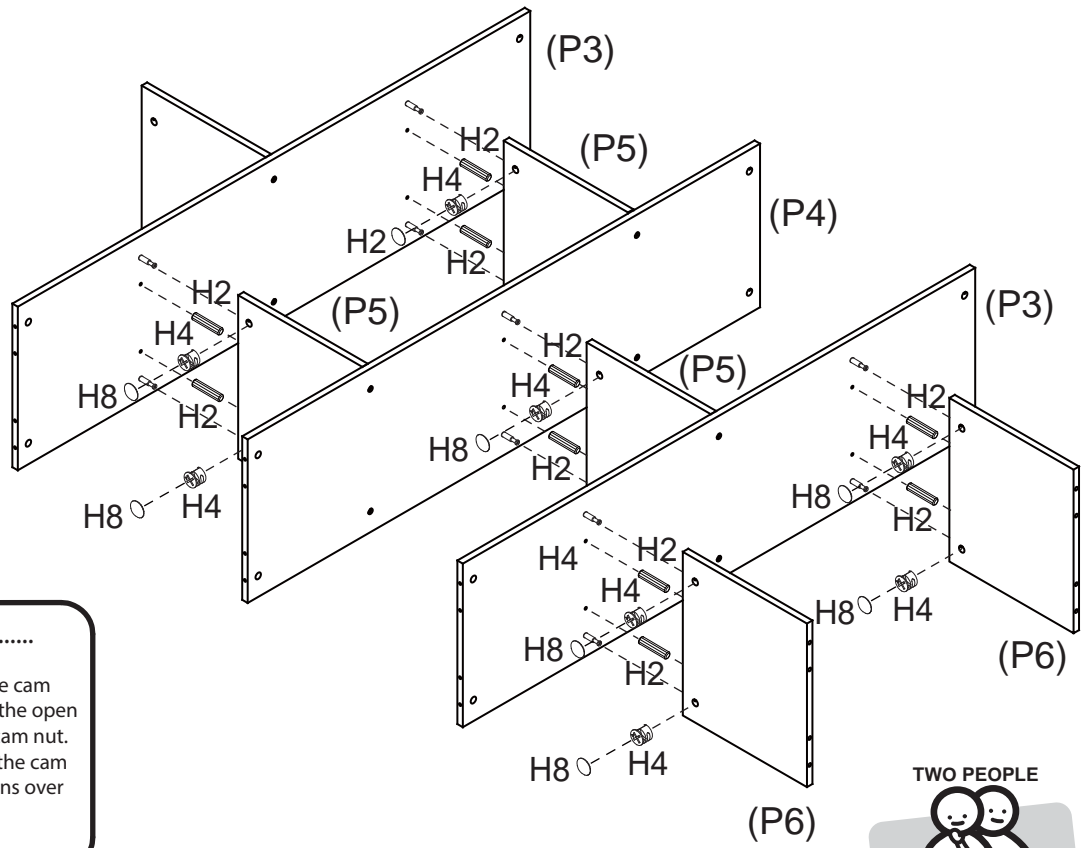 (P3)
H2
(P5)
H4
(P4)
H2
H2
H2
(P5)
(P3)
H4
H2
(P5)
H8
H4
H2
H8
H2
H2
H4
H8
H4
H8
H2
H4
H2
H4
H8
H8
H4
H2
(P6)
H8
H4
(P6)
.......
e cam
the open
am nut.
the cam
ns over
TWO PEOPLE